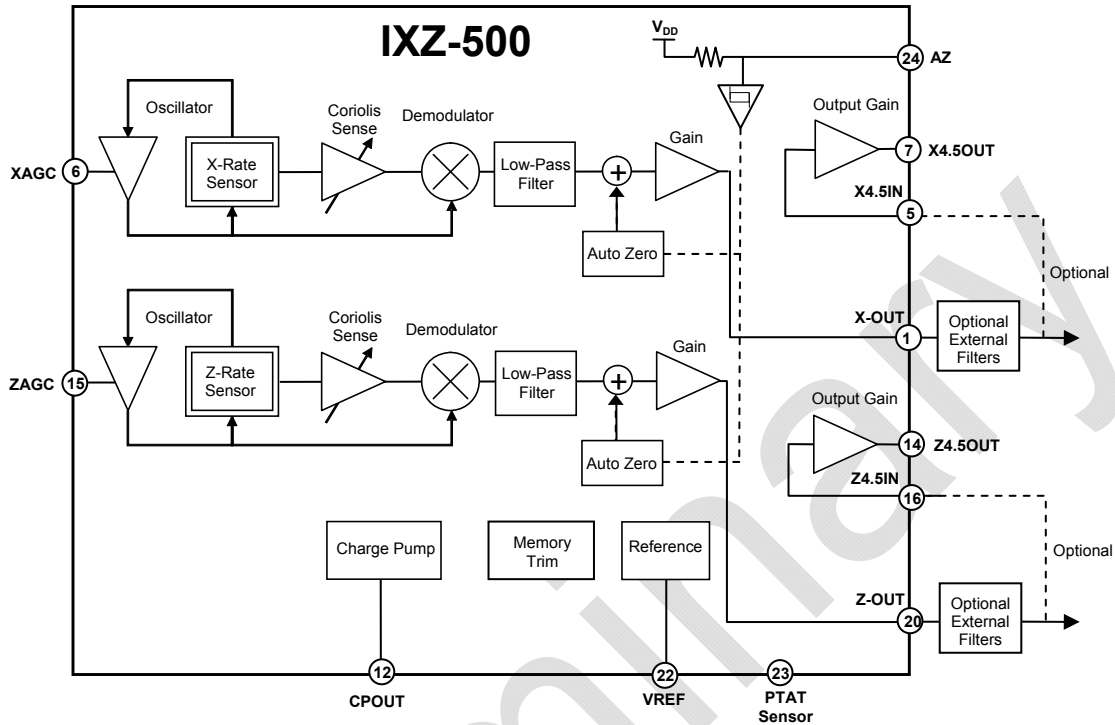 IXZ-500
VDD
24
AZ
Oscillator
Coriolis
Sense
Demodulator
Output Gain
Gain
XAGC
6
X-Rate
Sensor
Low-Pass
Filter
+
7
X4.5OUT
X4.5IN
5
Auto Zero
Optional
X-OUT
1
Optional
External
Filters
Oscillator
Coriolis
Sense
Demodulator
Gain
ZAGC
15
Z-Rate
Sensor
Low-Pass
Filter
+
Output Gain
14
Z4.5OUT
Z4.5IN
16
Auto Zero
Charge Pump
Memory
Trim
Reference
Optional
Z-OUT
20
Optional
External
Filters
12
CPOUT
22
VREF
23
PTAT
Sensor
minary